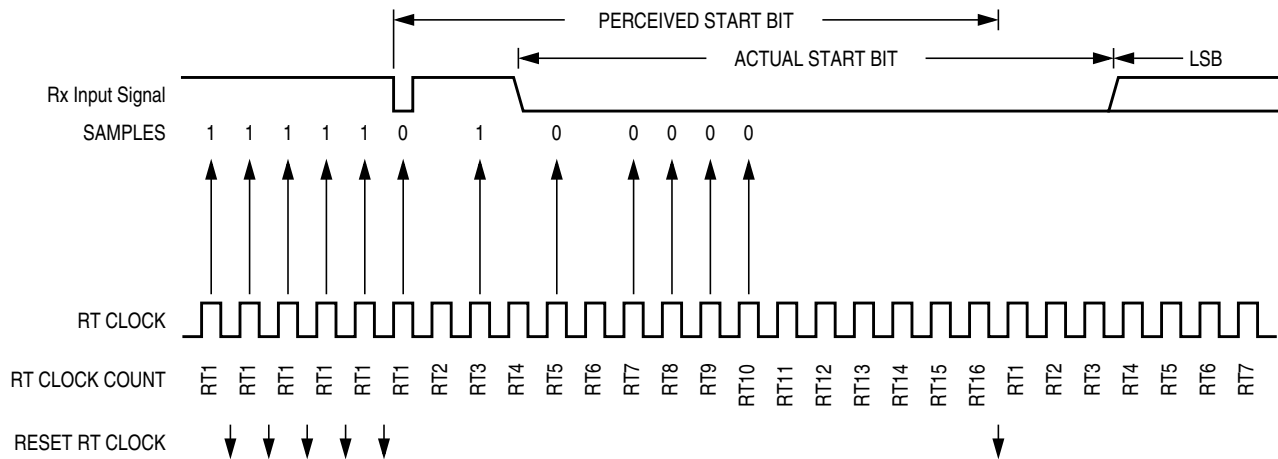 PERCEIVED START BIT
ACTUAL START BIT
LSB
Rx Input Signal
SAMPLES 1 1 1 1 1 0 1 0 0 0 0 0
RT CLOCK
RT CLOCK COUNT RT1 RT1 RT1 RT1 RT1 RT1 RT2 RT3 RT4 RT5 RT6 RT7 RT8 RT9 RT10 RT11 RT12 RT13 RT14 RT15 RT16 RT1 RT2 RT3 RT4 RT5 RT6 RT7
RESET RT CLOCK